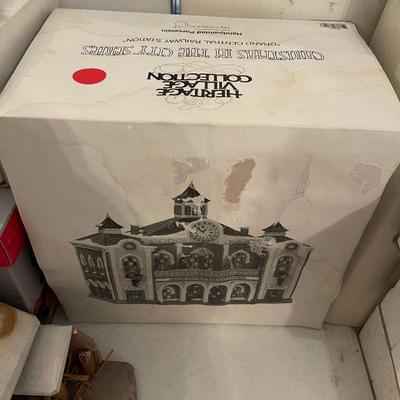 HERITAGE
VILLAGE
COLLECTION
CHRISTMAS IN THE CITY SERIES
"GRAND CENTRAL RAILWAY STATION"
Handpainted Porcelain